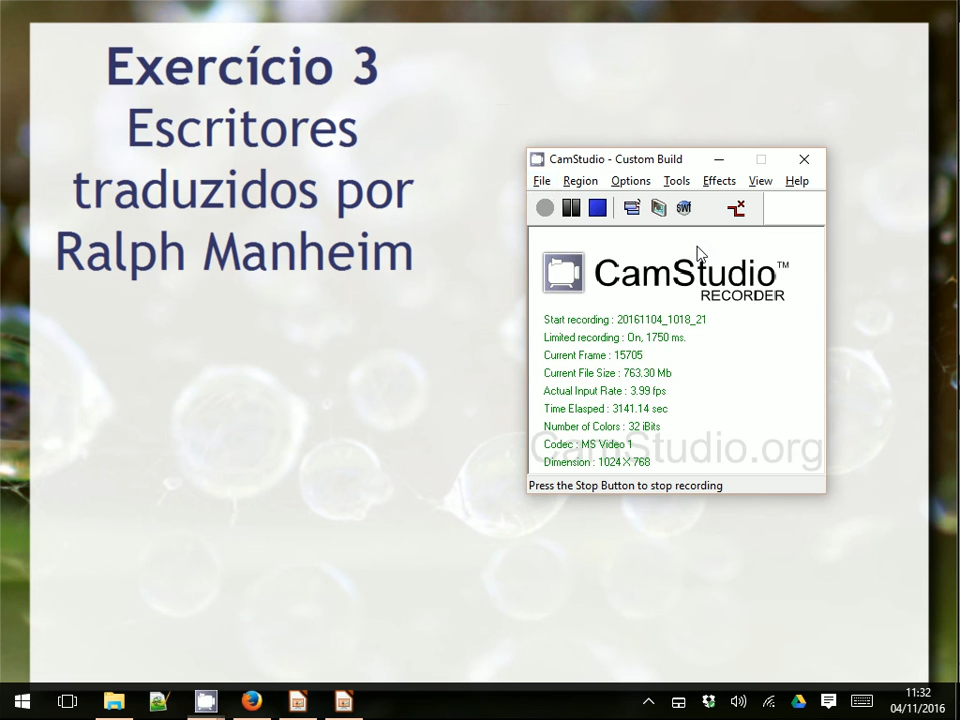 Exercício 3
Escritores
traduzidos por
Ralph Manheim
CamStudio - Custom Build
File Region Options Tools Effects View Help
SWf
CamStudio™
RECORDER
Start recording : 20161104_1018_21
Limited recording : On, 1750 ms.
Current Frame : 15705
Current File Size : 763.30 Mb
Actual Input Rate : 3.99 fps
Time Elasped : 3141.14 sec
Number of Colors : 32 iBits
CamStudio.org
Codec : MS Video 1
Dimension : 1024 X 768
Press the Stop Button to stop recording
11:32
04/11/2016